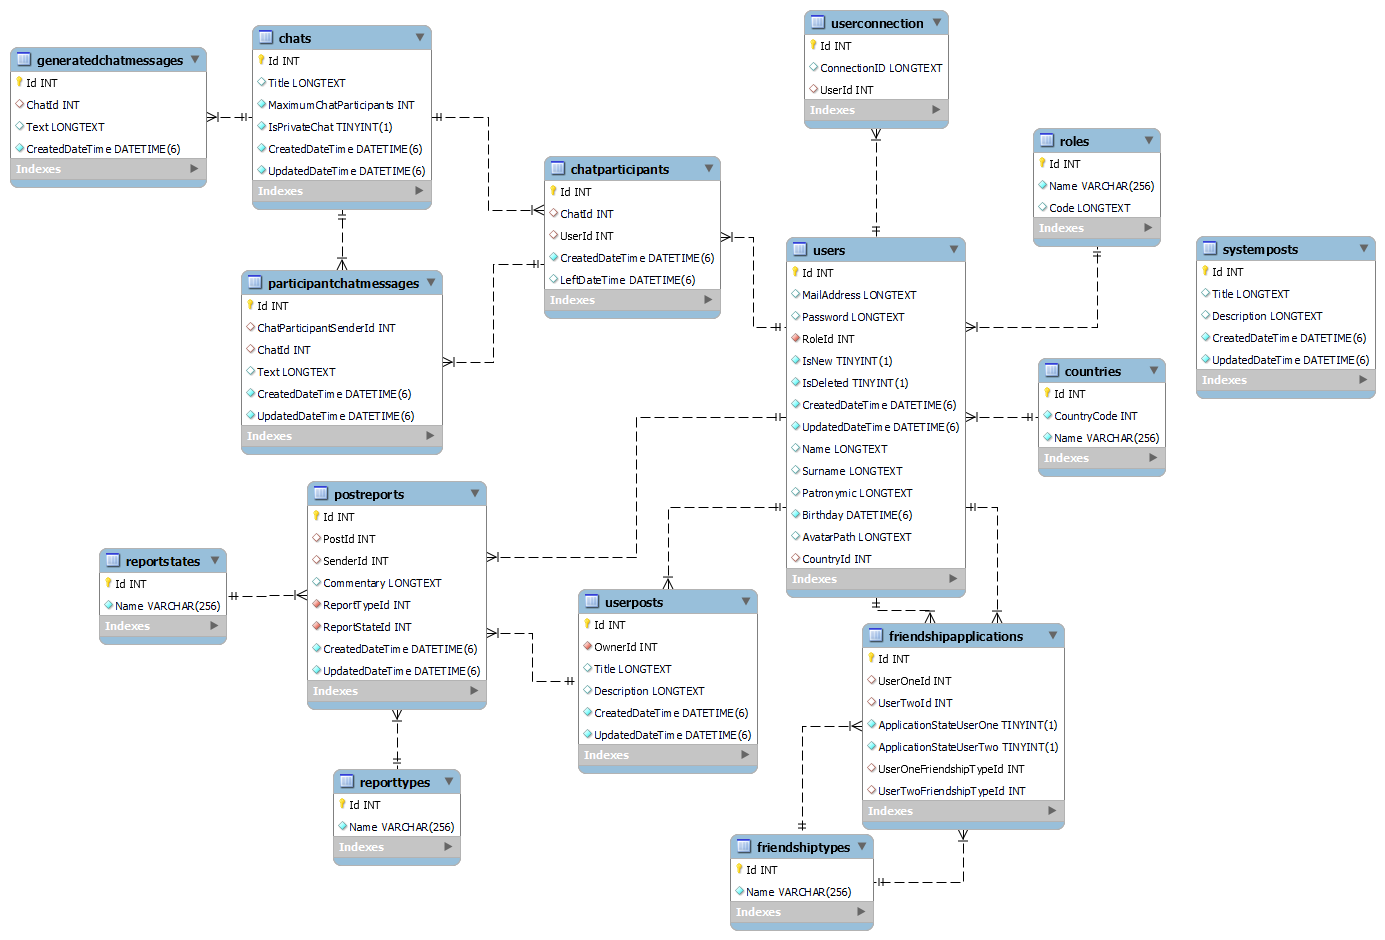 generatedchatmessages
Id INT
ChatId INT
Text LONGTEXT
CreatedDateTime DATETIME(6)
Indexes
chats
Id INT
Title LONGTEXT
MaximumChatParticipants INT
IsPrivateChat TINYINT(1)
CreatedDateTime DATETIME(6)
UpdatedDateTime DATETIME(6)
Indexes
userconnection
Id INT
ConnectionID LONGTEXT
UserId INT
Indexes
chatparticipants
Id INT
ChatId INT
UserId INT
CreatedDateTime DATETIME(6)
LeftDateTime DATETIME(6)
Indexes
roles
Id INT
Name VARCHAR(256)
Code LONGTEXT
Indexes
systemposts
Id INT
Title LONGTEXT
Description LONGTEXT
CreatedDateTime DATETIME(6)
UpdatedDateTime DATETIME(6)
Indexes
users
Id INT
MailAddress LONGTEXT
Password LONGTEXT
RoleId INT
IsNew TINYINT(1)
IsDeleted TINYINT(1)
CreatedDateTime DATETIME(6)
UpdatedDateTime DATETIME(6)
Name LONGTEXT
Surname LONGTEXT
Patronymic LONGTEXT
Birthday DATETIME(6)
AvatarPath LONGTEXT
CountryId INT
Indexes
participantchatmessages
Id INT
ChatParticipantSenderId INT
ChatId INT
Text LONGTEXT
CreatedDateTime DATETIME(6)
UpdatedDateTime DATETIME(6)
Indexes
countries
Id INT
CountryCode INT
Name VARCHAR(256)
Indexes
postreports
Id INT
PostId INT
SenderId INT
Commentary LONGTEXT
ReportTypeId INT
ReportStateId INT
CreatedDateTime DATETIME(6)
UpdatedDateTime DATETIME(6)
Indexes
reportstates
Id INT
Name VARCHAR(256)
Indexes
userposts
Id INT
OwnerId INT
Title LONGTEXT
Description LONGTEXT
CreatedDateTime DATETIME(6)
UpdatedDateTime DATETIME(6)
Indexes
friendshipapplications
Id INT
UserOneId INT
UserTwoId INT
ApplicationStateUserOne TINYINT(1)
ApplicationStateUserTwo TINYINT(1)
UserOneFriendshipTypeId INT
UserTwoFriendshipTypeId INT
Indexes
reporttypes
Id INT
Name VARCHAR(256)
Indexes
friendshiptypes
Id INT
Name VARCHAR(256)
Indexes